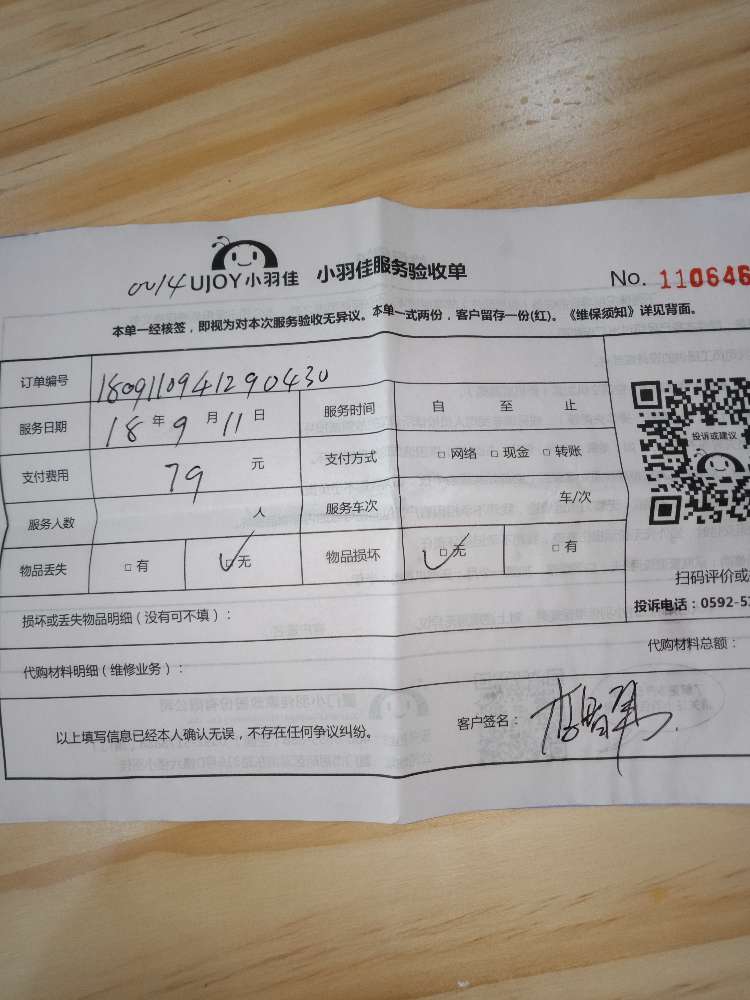 0014 UJOY小羽佳 小羽佳服务验收单 No. 110646
本单一经核签，即视为对本次服务验收无异议。本单一式两份，客户留存一份(红)。《维保须知》详见背面。
订单编号 1809110941290430
服务日期 18 年 9 月 11 日 服务时间 自 至 止
支付费用 79 元 支付方式 □ 网络 □ 现金 □ 转账
服务人数 人 服务车次 车/次
物品丢失 □ 有 ☑ 无 物品损坏 ☑ 无 □ 有
投诉或建议
扫码评价或
投诉电话：0592-5
损坏或丢失物品明细（没有可不填）：
代购材料明细（维修业务）： 代购材料总额：
以上填写信息已经本人确认无误，不存在任何争议纠纷。 客户签名：